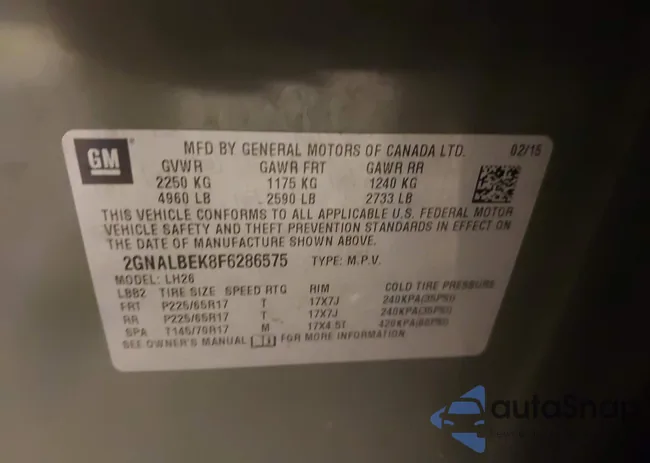 GM
MFD BY GENERAL MOTORS OF CANADA LTD. 02/15
GVWR GAWR FRT GAWR RR
2250 KG 1175 KG 1240 KG
4960 LB 2590 LB 2733 LB
THIS VEHICLE CONFORMS TO ALL APPLICABLE U.S. FEDERAL MOTOR
VEHICLE SAFETY AND THEFT PREVENTION STANDARDS IN EFFECT ON
THE DATE OF MANUFACTURE SHOWN ABOVE.
2GNALBEK8F6286575 TYPE: M.P.V.
MODEL: LH26
LBB2 TIRE SIZE SPEED RTG RIM COLD TIRE PRESSURE
FRT P225/65R17 T 17X7J 240KPA(35PSI)
RR P225/65R17 T 17X7J 240KPA(35PSI)
SPA T145/70R17 M 17X4.5T 420KPA(60PSI)
SEE OWNER'S MANUAL FOR MORE INFORMATION
autoSnap